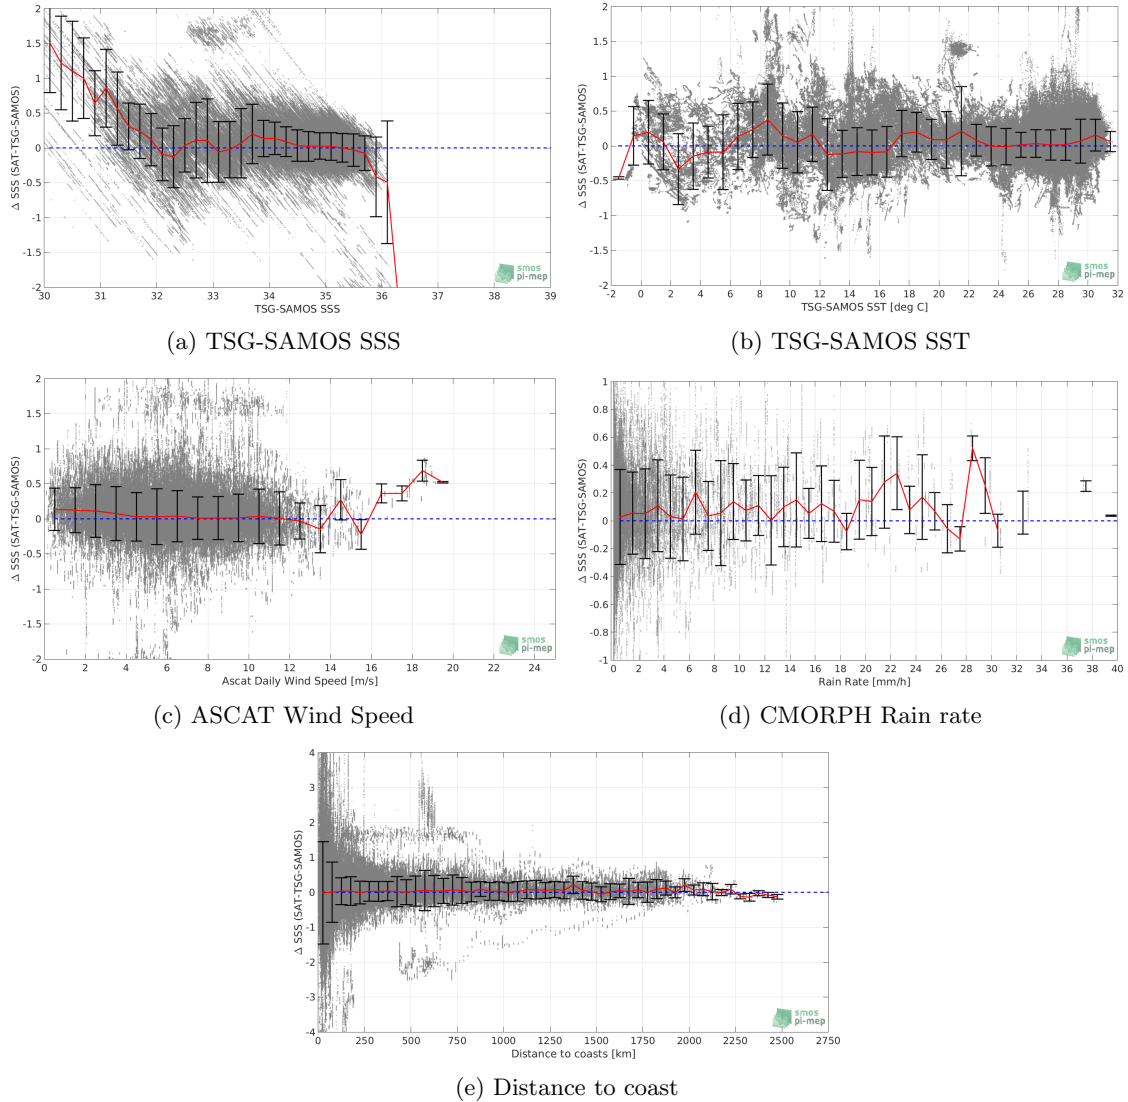 2
1.5
1
0.5
0
-0.5
-1
-1.5
-2
Δ SSS (SAT-TSG-SAMOS)
30 31 32 33 34 35 36 37 38 39
TSG-SAMOS SSS
smos
pi-mep
(a) TSG-SAMOS SSS
2
1.5
1
0.5
0
-0.5
-1
-1.5
-2
Δ SSS (SAT-TSG-SAMOS)
-2 0 2 4 6 8 10 12 14 16 18 20 22 24 26 28 30 32
TSG-SAMOS SST [deg C]
smos
pi-mep
(b) TSG-SAMOS SST
2
1.5
1
0.5
0
-0.5
-1
-1.5
-2
Δ SSS (SAT-TSG-SAMOS)
0 2 4 6 8 10 12 14 16 18 20 22 24
Ascat Daily Wind Speed [m/s]
smos
pi-mep
(c) ASCAT Wind Speed
1
0.8
0.6
0.4
0.2
0
-0.2
-0.4
-0.6
-0.8
-1
Δ SSS (SAT-TSG-SAMOS)
0 2 4 6 8 10 12 14 16 18 20 22 24 26 28 30 32 34 36 38 40
Rain Rate [mm/h]
smos
pi-mep
(d) CMORPH Rain rate
4
3
2
1
0
-1
-2
-3
-4
Δ SSS (SAT-TSG-SAMOS)
0 250 500 750 1000 1250 1500 1750 2000 2250 2500 2750
Distance to coasts [km]
smos
pi-mep
(e) Distance to coast